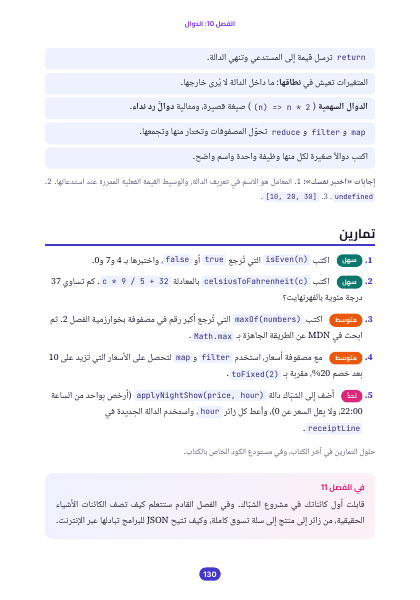 الفصل 10: الدوال
return ترسل قيمة إلى المستدعي وتنهي الدالة.
المتغيرات تعيش في نطاقها: ما داخل الدالة لا يُرى خارجها.
الدوال السهمية ( (n) => n * 2 ) صيغة قصيرة، ومثالية دوالَّ رد نداء.
map و filter و reduce تحوّل المصفوفات وتختار منها وتجمعها.
اكتب دوالاً صغيرة لكل منها وظيفة واحدة واسم واضح.
إجابات «اختبر نفسك»: 1. المعامل هو الاسم في تعريف الدالة، والوسيط القيمة الفعلية الممررة عند استدعائها. 2.
undefined . 3. [10, 20, 30] .
تمارين
1. سهل اكتب isEven(n) التي تُرجع true أو false ، واختبرها بـ 4 و7 و0.
2. سهل اكتب celsiusToFahrenheit(c) بالمعادلة c * 9 / 5 + 32 . كم تساوي 37
درجة مئوية بالفهرنهايت؟
3. متوسط اكتب maxOf(numbers) التي تُرجع أكبر رقم في مصفوفة بخوارزمية الفصل 2. ثم
ابحث في MDN عن الطريقة الجاهزة بـ Math.max .
4. متوسط مع مصفوفة أسعار، استخدم filter و map لتحصل على الأسعار التي تزيد على 10
بعد خصم 20%، مقربة بـ toFixed(2) .
5. تحدٍّ أضف إلى الشبّاك دالة applyNightShow(price, hour) (أرخص بواحد من الساعة
22:00، ولا يقل السعر عن 0)، وأعط كل زائر hour ، واستخدم الدالة الجديدة في
receiptLine .
حلول التمارين في آخر الكتاب، وفي مستودع الكود الخاص بالكتاب.
في الفصل 11
قابلت أول كائناتك في مشروع الشبّاك. وفي الفصل القادم ستتعلم كيف تصف الكائنات الأشياء
الحقيقية، من زائر إلى منتج إلى سلة تسوق كاملة، وكيف تتيح JSON للبرامج تبادلها عبر الإنترنت.
130